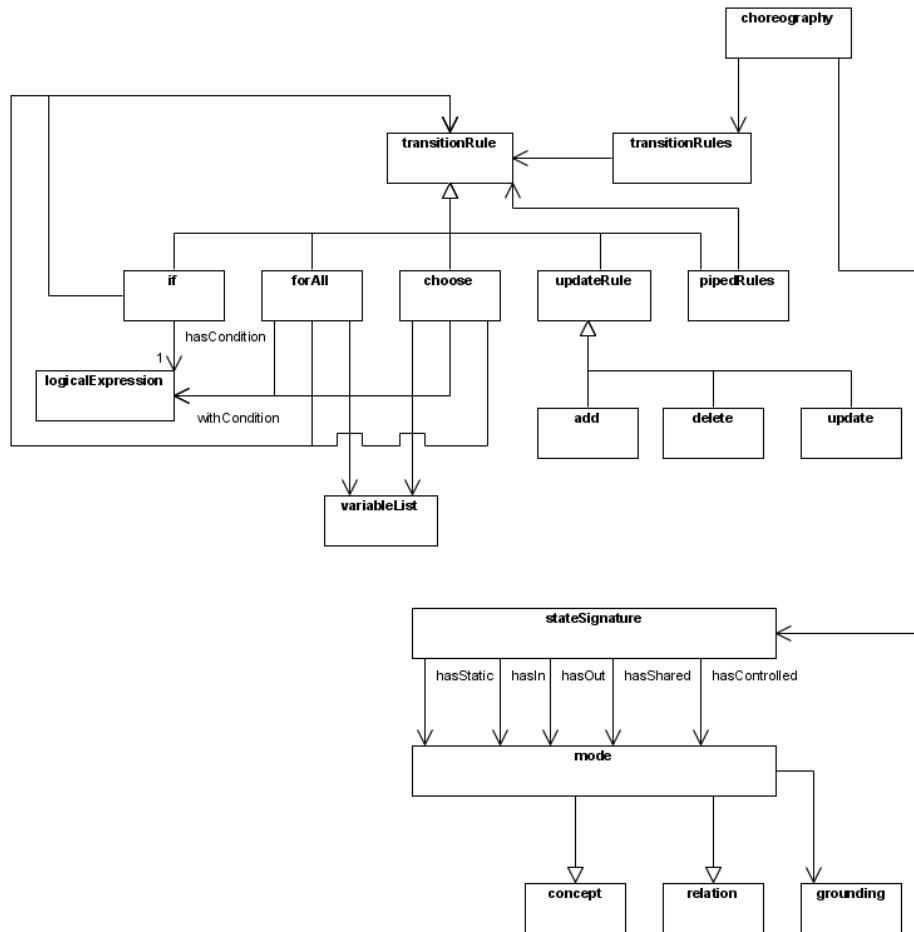 choreography
transitionRule
transitionRules
if
forAll
choose
updateRule
pipedRules
hasCondition
1
logicalExpression
withCondition
add
delete
update
variableList
stateSignature
hasStatic
hasIn
hasOut
hasShared
hasControlled
mode
concept
relation
grounding